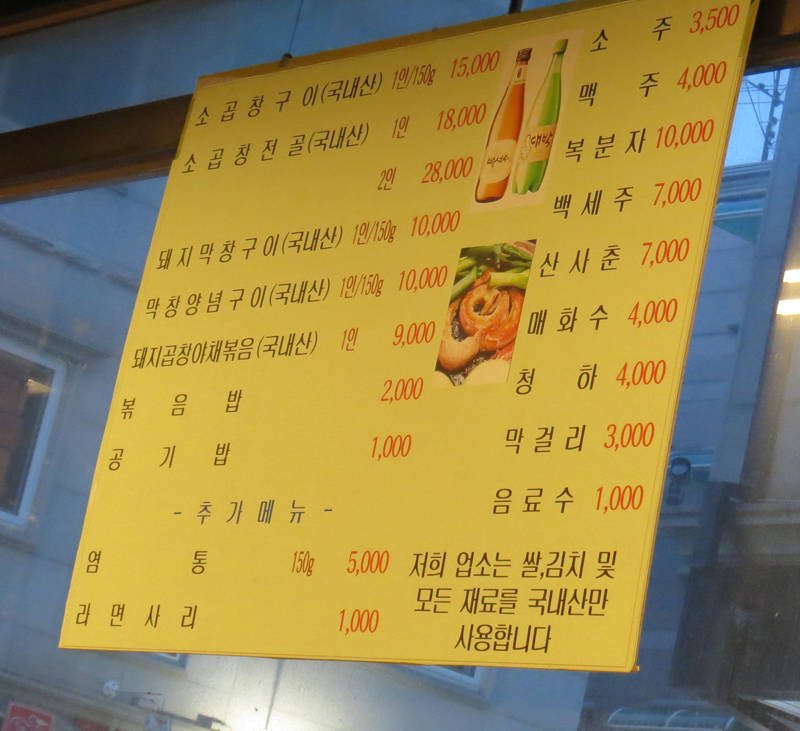 소곱창구이(국내산) 1인/150g 15,000
소곱창전골(국내산) 1인 18,000
2인 28,000
돼지막창구이(국내산) 1인/150g 10,000
막창양념구이(국내산) 1인/150g 10,000
돼지곱창야채볶음(국내산) 1인 9,000
볶음밥 2,000
공기밥 1,000
- 추가메뉴 -
염통 150g 5,000
라면사리 1,000
소주 3,500
맥주 4,000
복분자 10,000
백세주 7,000
산사춘 7,000
매화수 4,000
청하 4,000
막걸리 3,000
음료수 1,000
저희 업소는 쌀,김치 및
모든 재료를 국내산만
사용합니다
대박